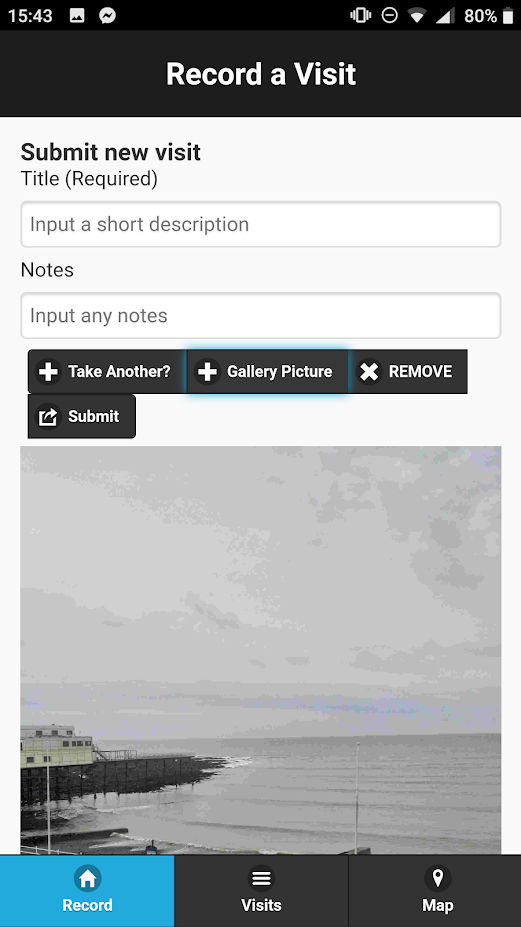 15:43 80%
Record a Visit
Submit new visit
Title (Required)
Input a short description
Notes
Input any notes
Take Another? Gallery Picture REMOVE
Submit
Record Visits Map